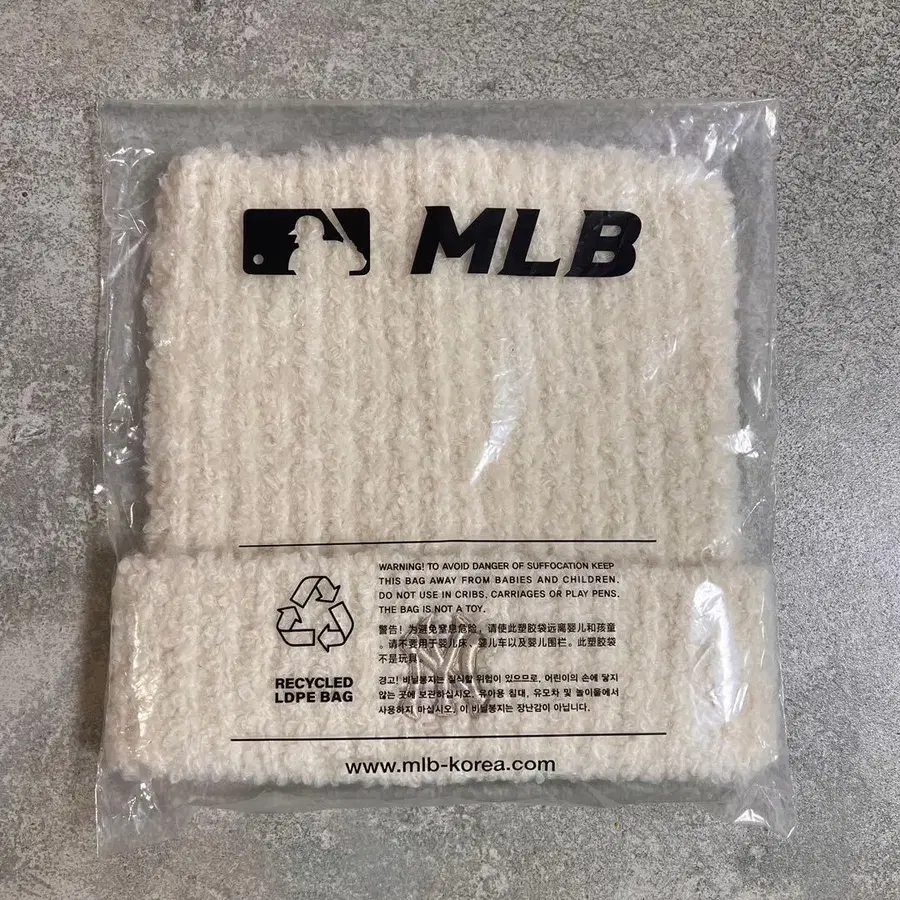 MLB
WARNING! TO AVOID DANGER OF SUFFOCATION KEEP
THIS BAG AWAY FROM BABIES AND CHILDREN.
DO NOT USE IN CRIBS, CARRIAGES OR PLAY PENS.
THE BAG IS NOT A TOY.
警告！为避免窒息危险，请使此塑胶袋远离婴儿和孩童
。请不要用于婴儿床、婴儿车以及婴儿围栏。此塑胶袋
不是玩具
경고! 비닐봉지는 질식할 위험이 있으므로, 어린이의 손에 닿지
않는 곳에 보관하십시오. 유아용 침대, 유모차 및 놀이울에서
사용하지 마십시오. 이 비닐봉지는 장난감이 아닙니다.
RECYCLED
LDPE BAG
www.mlb-korea.com
NY